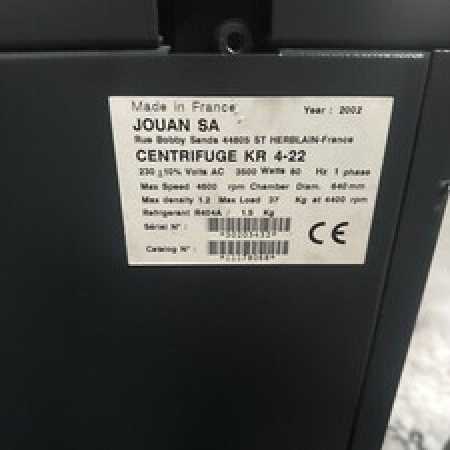 Made in France
Year : 2002
JOUAN SA
Rue Bobby Sands 44805 ST HERBLAIN-France
CENTRIFUGE KR 4-22
230 ±10% Volts AC 3500 Watts 60 Hz 1 phase
Max Speed 4600 rpm Chamber Diam. 640 mm
Max density 1.2 Max Load 37 Kg at 4400 rpm
Refrigerant R404A / 1.5 Kg
Sérial N° :
Catalog N° :
CE